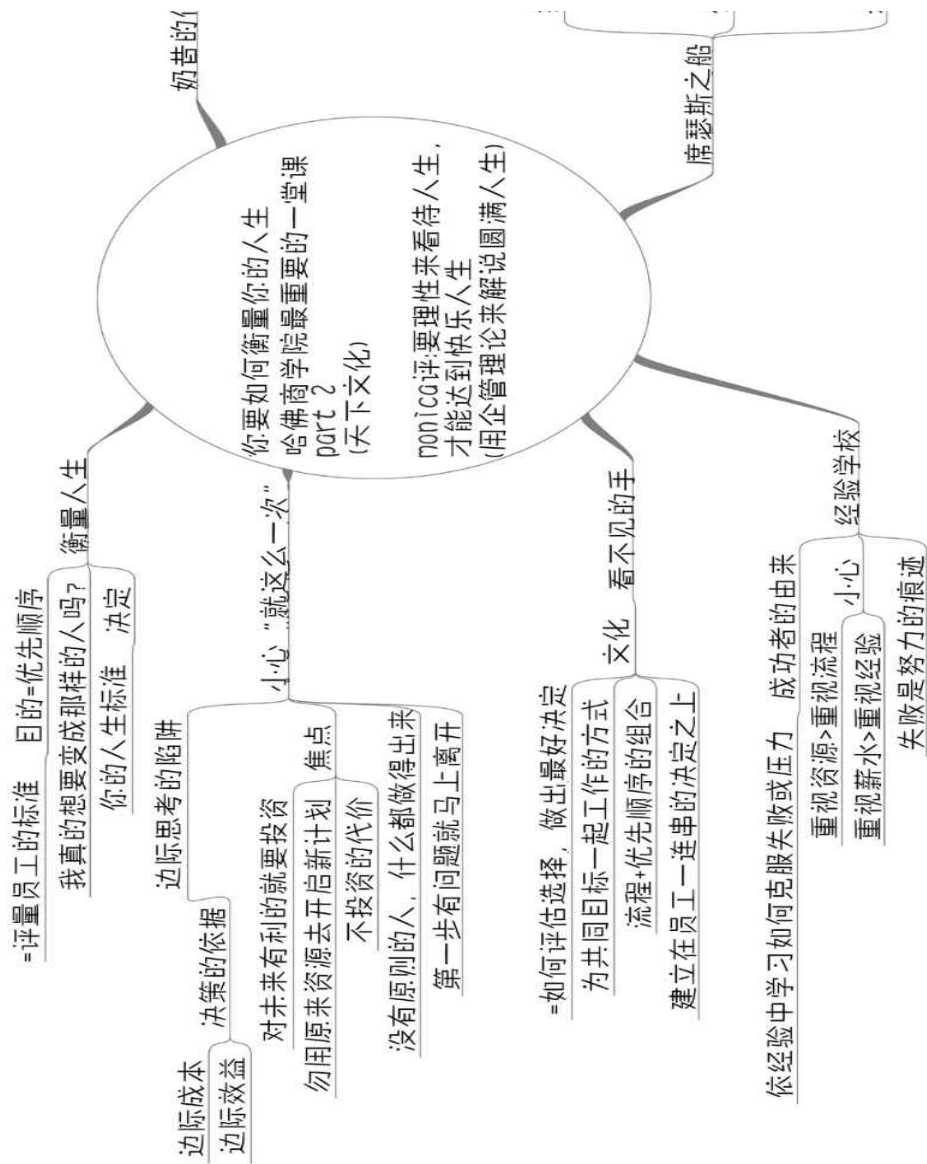 你要如何衡量你的人生
哈佛商学院最重要的一堂课
part 2
(天下文化)
monica评:要理性来看待人生,
才能达到快乐人生
(用企管理论来解说圆满人生)
衡量人生
目的=优先顺序
=评量员工的标准
我真的想要变成那样的人吗?
决定
你的人生标准
小心“就这么一次”
边际思考的陷阱
决策的依据
边际成本
边际效益
焦点
对未来有利的就要投资
勿用原来资源去开启新计划
不投资的代价
没有原则的人, 什么都做得出来
第一步有问题就马上离开
看不见的手
文化
=如何评估选择, 做出最好决定
为共同目标一起工作的方式
流程+优先顺序的组合
建立在员工一连串的决定之上
经验学校
成功者的由来
依经验中学习如何克服失败或压力
小心
重视资源>重视流程
重视薪水>重视经验
失败是努力的痕迹
奶昔的
席瑟斯之船